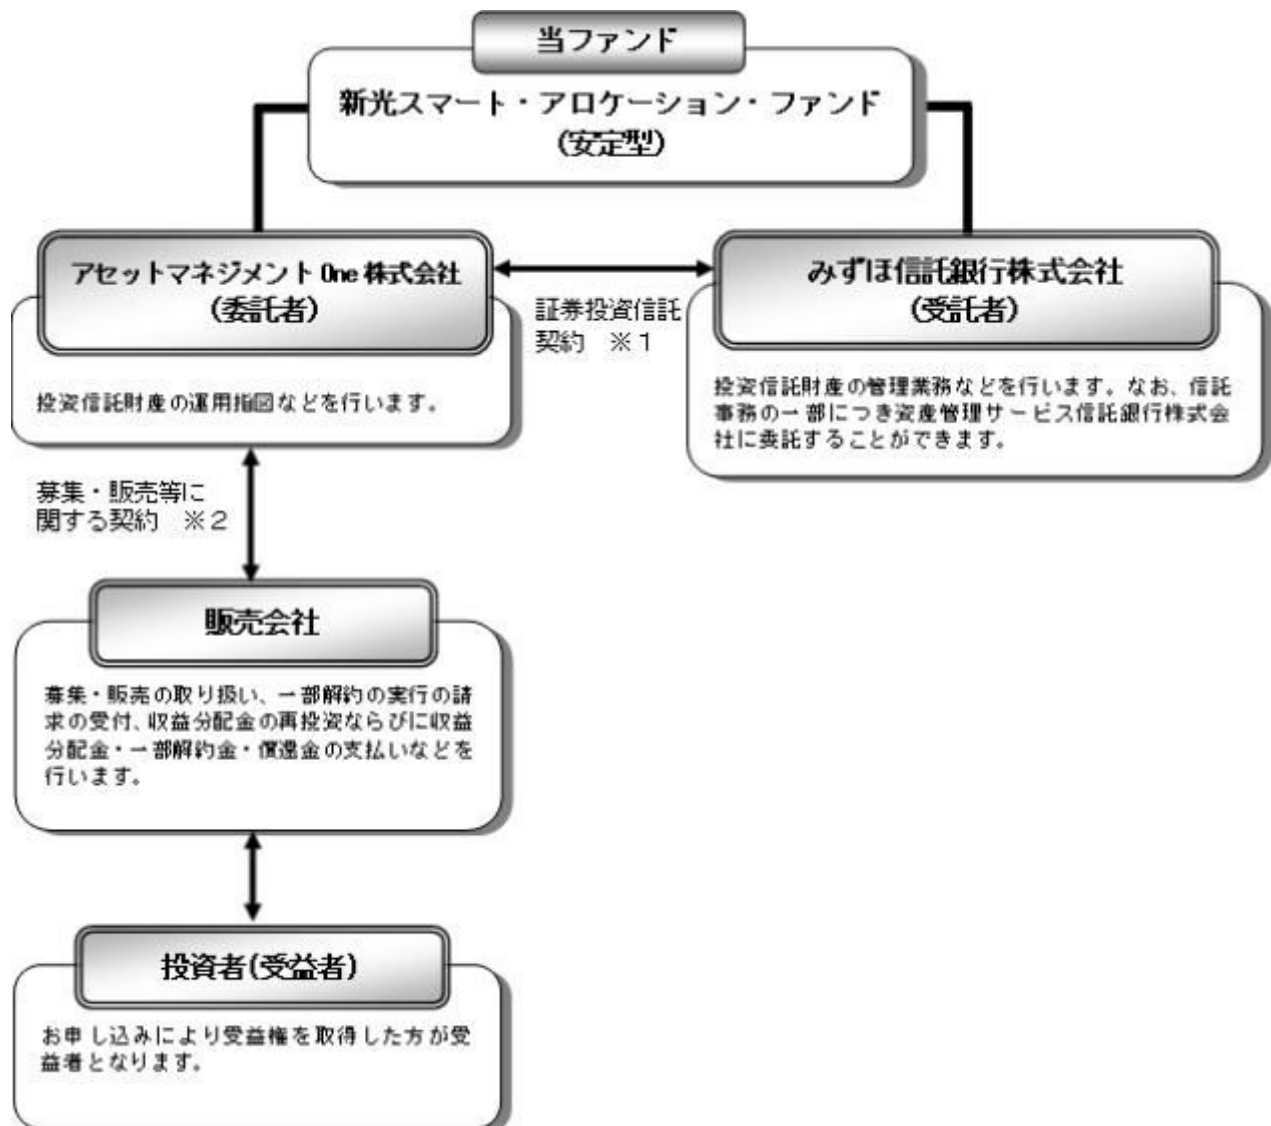 当ファンド
新光スマート・アロケーション・ファンド
(安定型)
アセットマネジメント One 株式会社
(委託者)
投資信託財産の運用指図などを行います。
証券投資信託
契約　※１
みずほ信託銀行株式会社
(受託者)
投資信託財産の管理業務などを行います。なお、信託
事務の一部につき資産管理サービス信託銀行株式会
社に委託することができます。
募集・販売等に
関する契約　※２
販売会社
募集・販売の取り扱い、一部解約の実行の請
求の受付、収益分配金の再投資ならびに収益
分配金・一部解約金・償還金の支払いなどを
行います。
投資者(受益者)
お申し込みにより受益権を取得した方が受
益者となります。